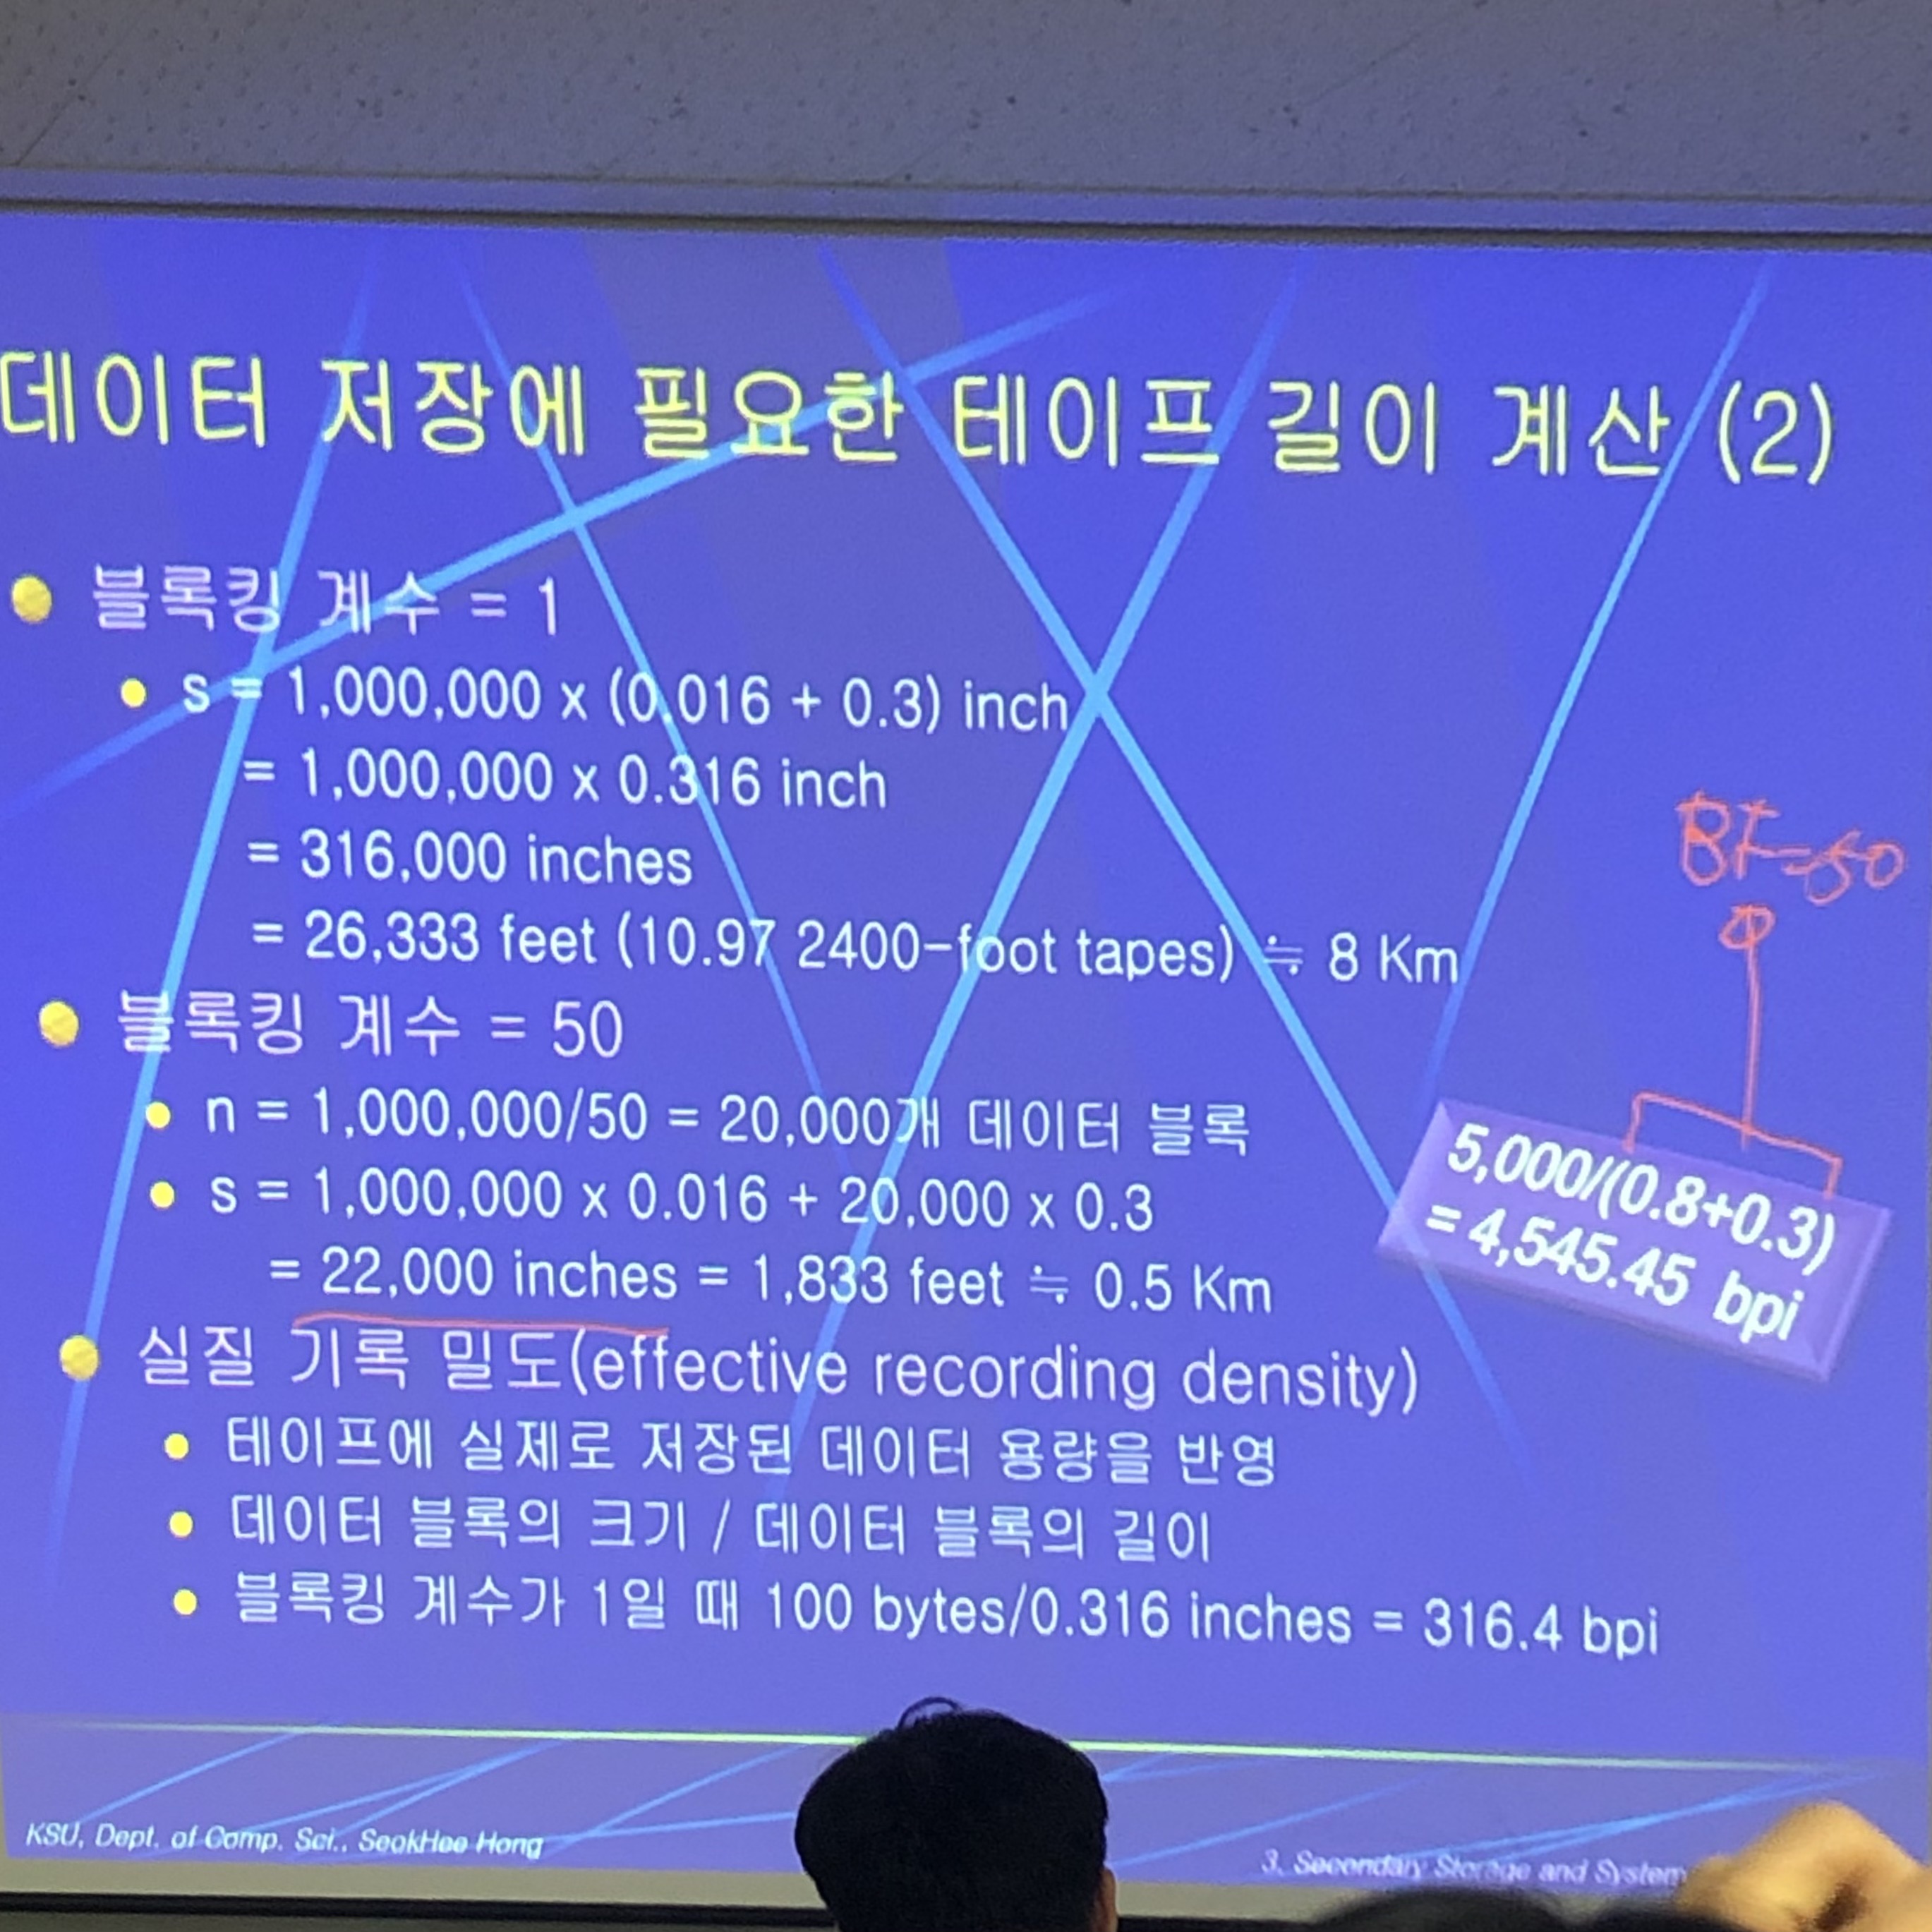 데이터 저장에 필요한 테이프 길이 계산 (2)
블록킹 계수 = 1
s = 1,000,000 x (0.016 + 0.3) inch
= 1,000,000 x 0.316 inch
= 316,000 inches
= 26,333 feet (10.97 2400-foot tapes) ≒ 8 Km
블록킹 계수 = 50
n = 1,000,000/50 = 20,000개 데이터 블록
s = 1,000,000 x 0.016 + 20,000 x 0.3
= 22,000 inches = 1,833 feet ≒ 0.5 Km
BF=50
5,000/(0.8+0.3)
= 4,545.45 bpi
실질 기록 밀도(effective recording density)
테이프에 실제로 저장된 데이터 용량을 반영
데이터 블록의 크기 / 데이터 블록의 길이
블록킹 계수가 1일 때 100 bytes/0.316 inches = 316.4 bpi
KSU, Dept. of Comp. Sci., SeokHee Hong
3. Secondary Storage and System